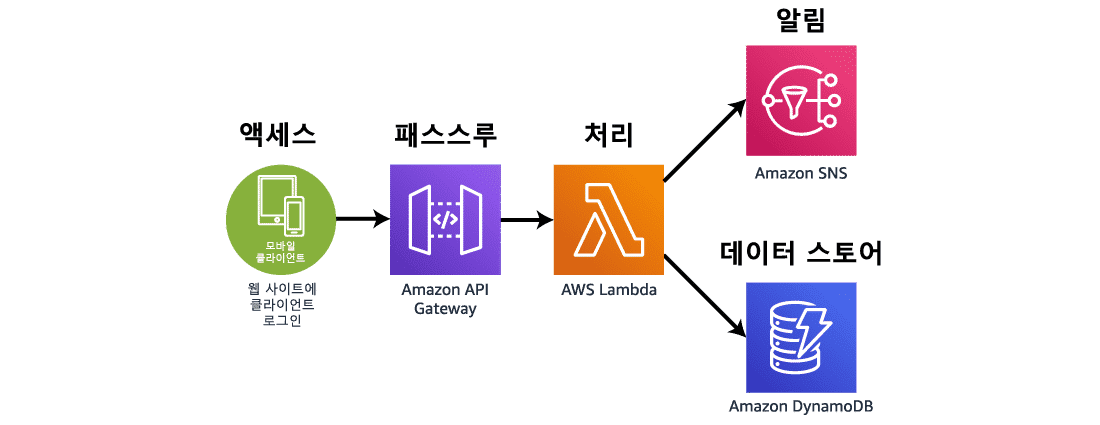 알림
Amazon SNS
액세스
모바일
클라이언트
웹 사이트에
클라이언트
로그인
패스스루
</>
Amazon API
Gateway
처리
AWS Lambda
데이터 스토어
Amazon DynamoDB